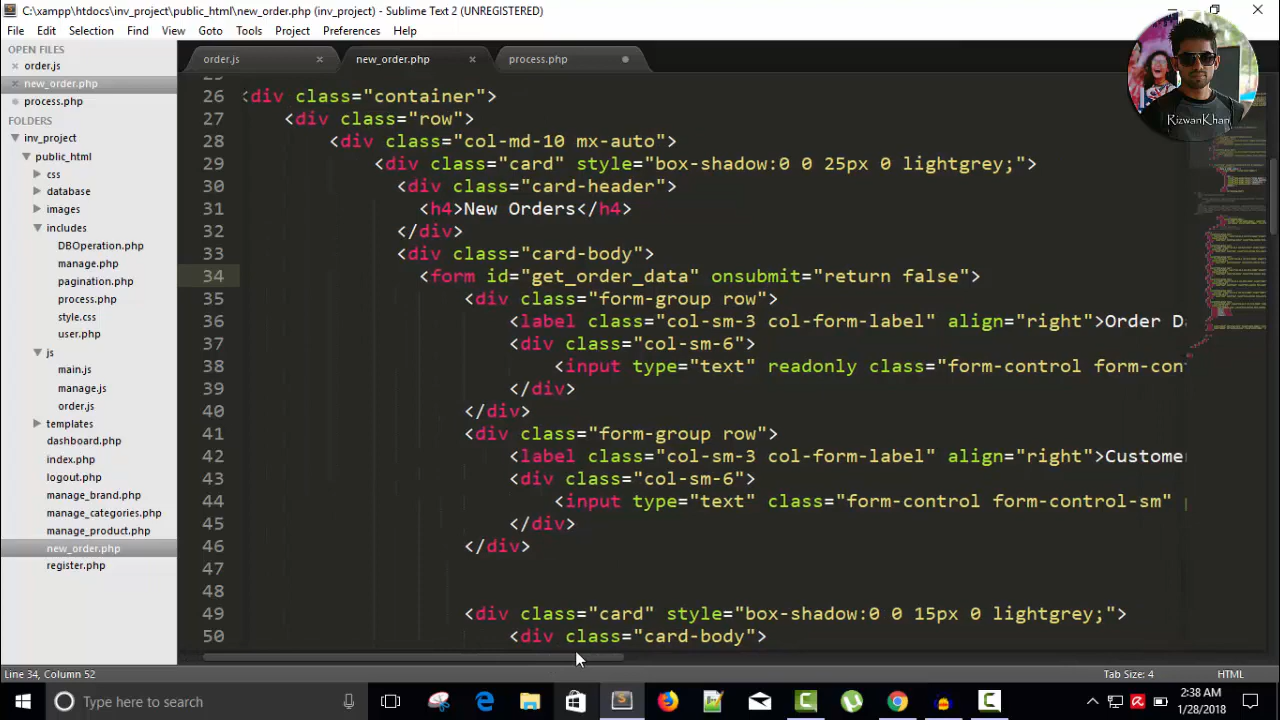 C:\xampp\htdocs\inv_project\public_html\new_order.php (inv_project) - Sublime Text 2 (UNREGISTERED)
File Edit Selection Find View Goto Tools Project Preferences Help
OPEN FILES
order.js
new_order.php
process.php
FOLDERS
inv_project
public_html
css
database
images
includes
DBOperation.php
manage.php
pagination.php
process.php
style.css
user.php
js
main.js
manage.js
order.js
templates
dashboard.php
index.php
logout.php
manage_brand.php
manage_categories.php
manage_product.php
new_order.php
register.php
order.js new_order.php process.php
26 <div class="container">
27 <div class="row">
28 <div class="col-md-10 mx-auto">
29 <div class="card" style="box-shadow:0 0 25px 0 lightgrey;">
30 <div class="card-header">
31 <h4>New Orders</h4>
32 </div>
33 <div class="card-body">
34 <form id="get_order_data" onsubmit="return false">
35 <div class="form-group row">
36 <label class="col-sm-3 col-form-label" align="right">Order D
37 <div class="col-sm-6">
38 <input type="text" readonly class="form-control form-con
39 </div>
40 </div>
41 <div class="form-group row">
42 <label class="col-sm-3 col-form-label" align="right">Custome
43 <div class="col-sm-6">
44 <input type="text" class="form-control form-control-sm"
45 </div>
46 </div>
47
48
49 <div class="card" style="box-shadow:0 0 15px 0 lightgrey;">
50 <div class="card-body">
RizwanKhan
Line 34, Column 52
Tab Size: 4
HTML
Type here to search
2:38 AM
1/28/2018